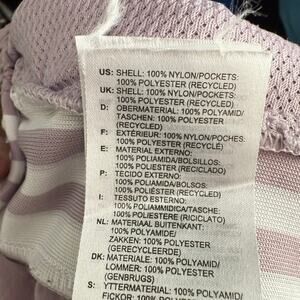 US: SHELL: 100% NYLON/POCKETS:
100% POLYESTER (RECYCLED)
UK: SHELL: 100% NYLON/POCKETS:
100% POLYESTER (RECYCLED)
D: OBERMATERIAL: 100% POLYAMID/
TASCHEN: 100% POLYESTER
(RECYCLED)
F: EXTÉRIEUR: 100% NYLON/POCHES:
100% POLYESTER (RECYCLÉ)
E: MATERIAL EXTERNO:
100% POLIAMIDA/BOLSILLOS:
100% POLIESTER (RECICLADO)
P: TECIDO EXTERNO:
100% POLIAMIDA/BOLSOS:
100% POLIÉSTER (RECICLADO)
I: TESSUTO ESTERNO:
100% POLIAMMIDICA/TASCHE:
100% POLIESTERE (RICICLATO)
NL: MATERIAAL BUITENKANT:
100% POLYAMIDE/
ZAKKEN: 100% POLYESTER
(GERECYCLEERDE)
DK: MATERIALE: 100% POLYAMID/
LOMMER: 100% POLYESTER
(GENBRUGS)
S: YTTERMATERIAL: 100% POLYAMID/
FICKOR: 100% POLYESTER